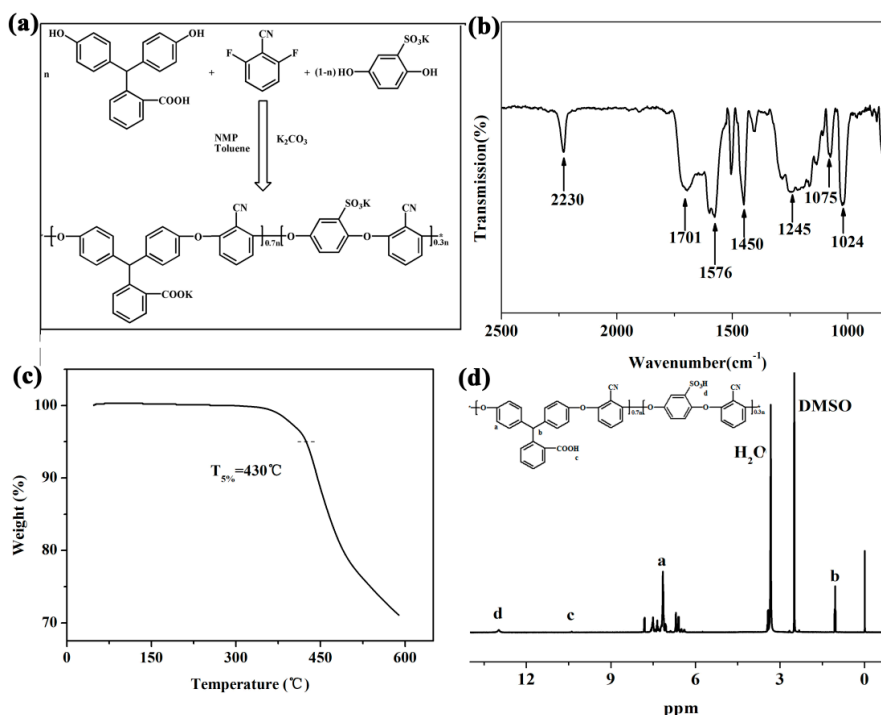 (a)
HO
OH
CN
F
F
SO₃K
n
+
+ (1-n)
HO
OH
COOH
NMP
Toluene
K₂CO₃
CN
SO₃K
CN
O
O
0.7n
O
O
0.3n
n
COOK
(b)
Transmission(%)
2230
1701
1576
1450
1245
1075
1024
2500
2000
1500
1000
Wavenumber(cm⁻¹)
(c)
100
90
80
70
T5%=430℃
Weight (%)
0
150
300
450
600
Temperature (℃)
(d)
CN
SO₃H
d
CN
O
O
0.7n
O
O
0.3n
a
b
COOH
c
DMSO
H₂O
a
b
d
c
12
9
6
3
0
ppm